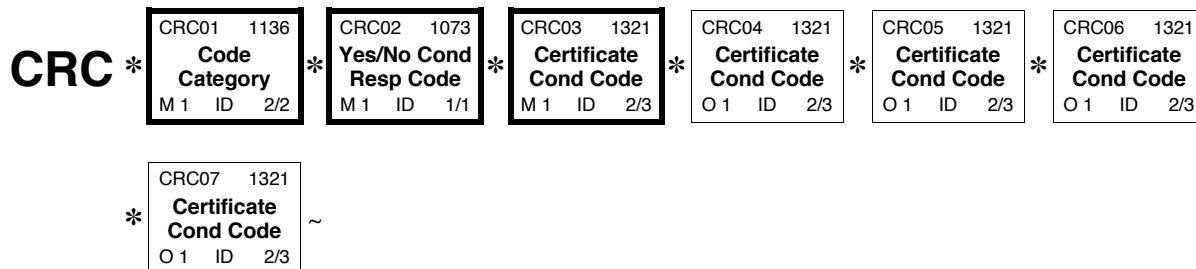 CRC01 1136 CRC02 1073 CRC03 1321 CRC04 1321 CRC05 1321 CRC06 1321
CRC * Code Category * Yes/No Cond Resp Code * Certificate Cond Code * Certificate Cond Code * Certificate Cond Code * Certificate Cond Code
M 1 ID 2/2 M 1 ID 1/1 M 1 ID 2/3 O 1 ID 2/3 O 1 ID 2/3 O 1 ID 2/3
CRC07 1321
* Certificate Cond Code ~
O 1 ID 2/3